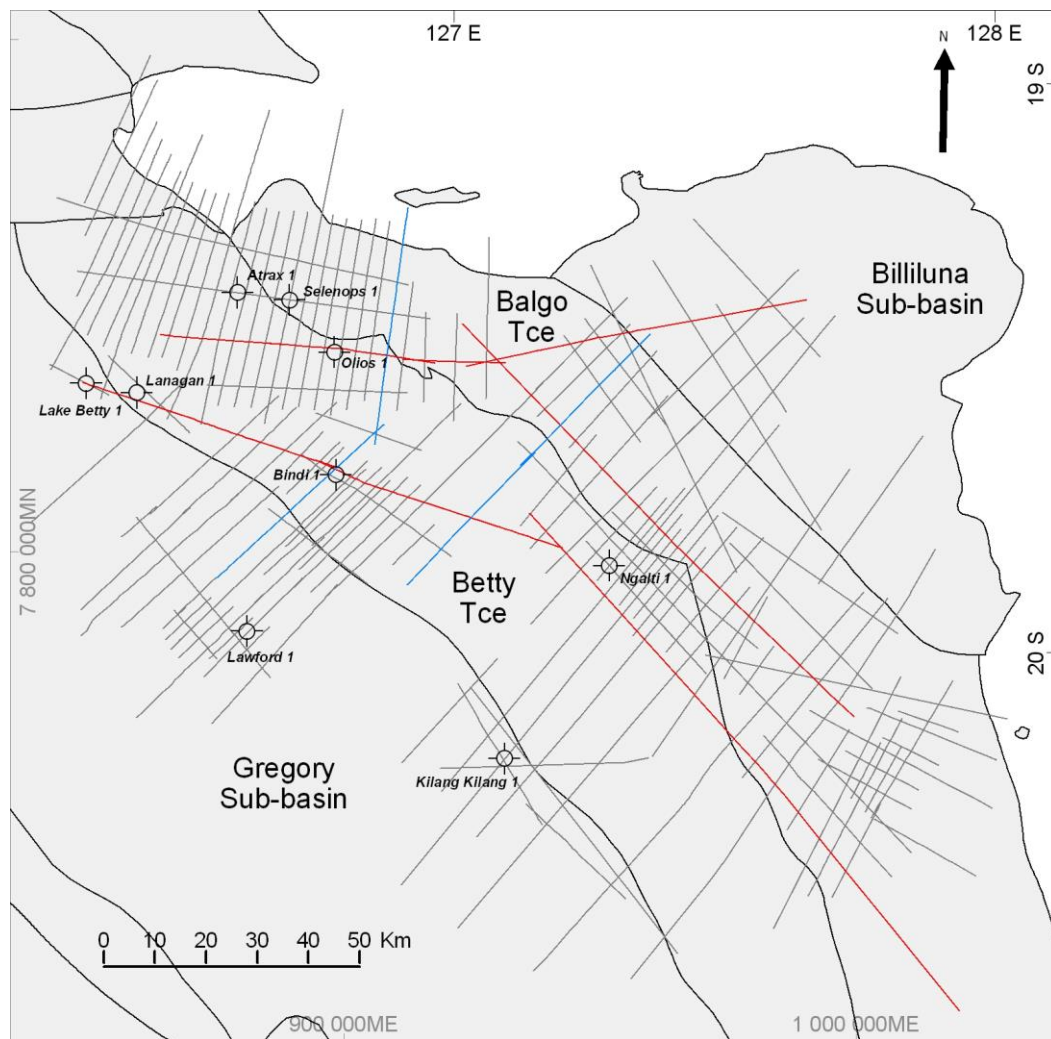 127 E
128 E
N
19 S
Billiluna
Sub-basin
Atrax 1
Selenops 1
Balgo
Tce
Olios 1
Lanagan 1
Lake Betty 1
Bindi 1
7 800 000MN
Ngalti 1
Betty
Tce
Lawford 1
20 S
Gregory
Sub-basin
Kilang Kilang 1
0 10 20 30 40 50 Km
900 000ME
1 000 000ME